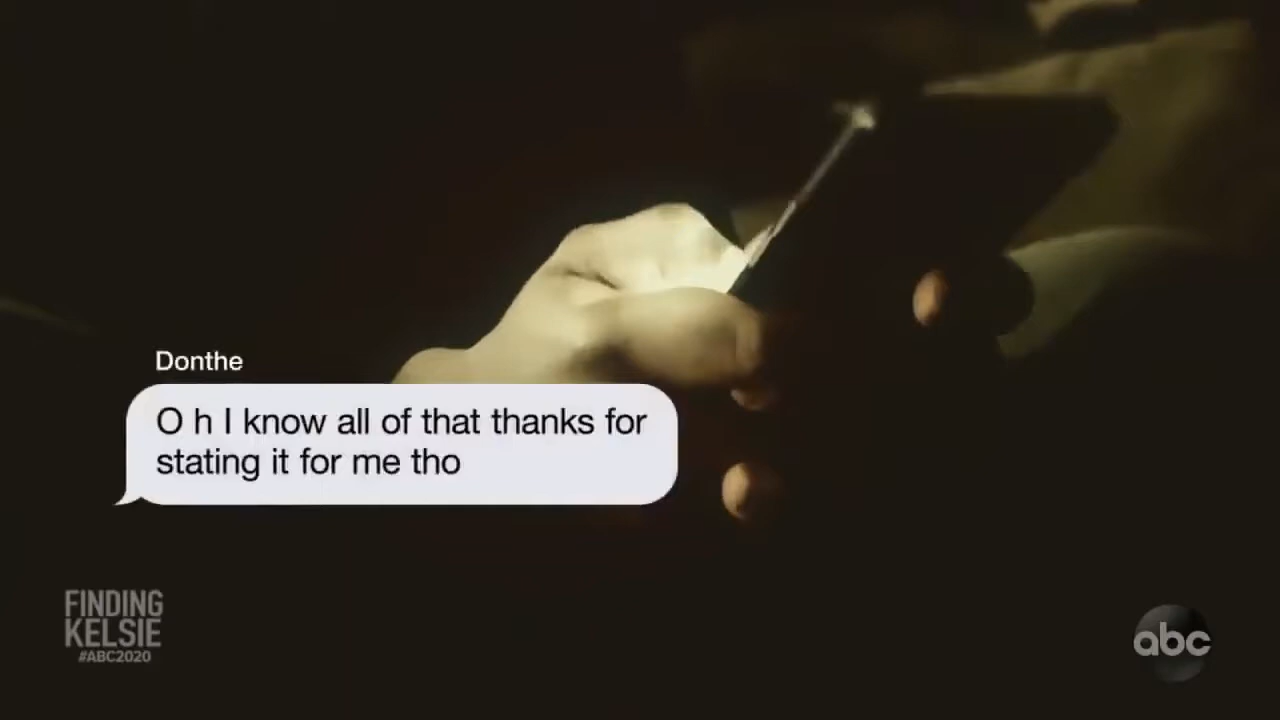 Donthe
O h I know all of that thanks for
stating it for me tho
FINDING
KELSIE
#ABC2020
abc